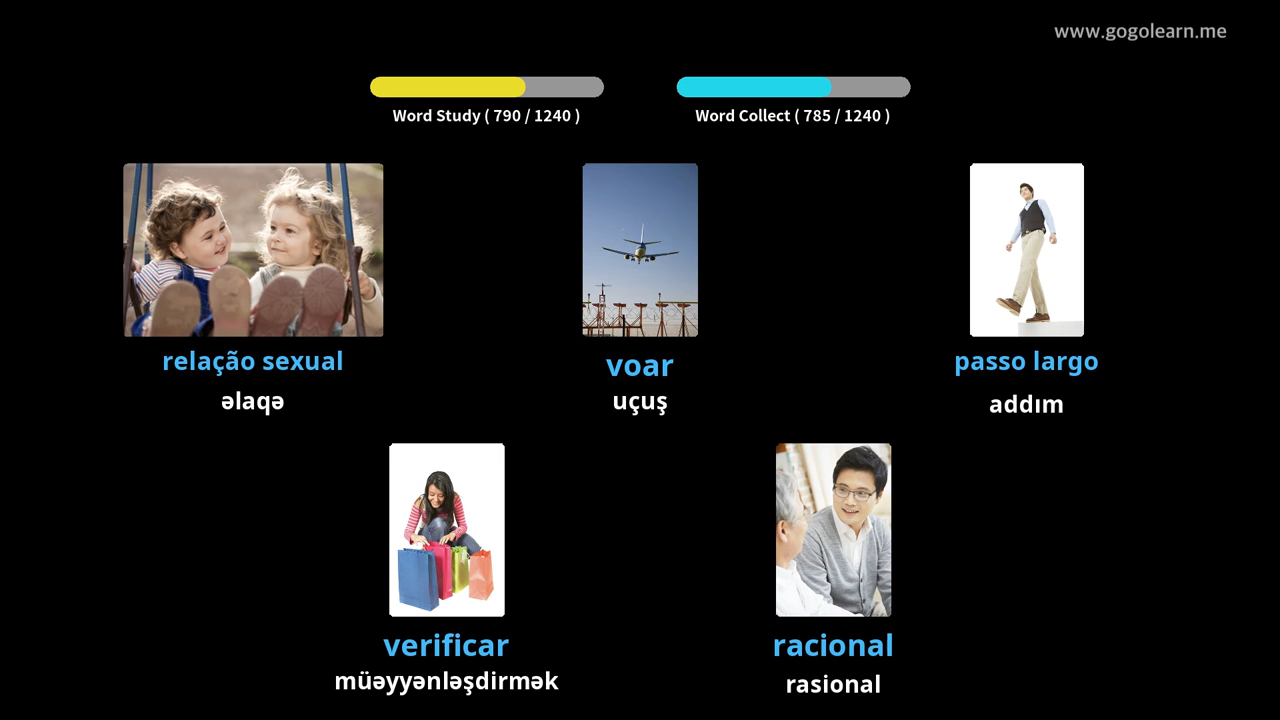 www.gogolearn.me
Word Study ( 790 / 1240 )
Word Collect ( 785 / 1240 )
relação sexual
əlaqə
voar
uçuş
passo largo
addım
verificar
müəyyənləşdirmək
racional
rasional